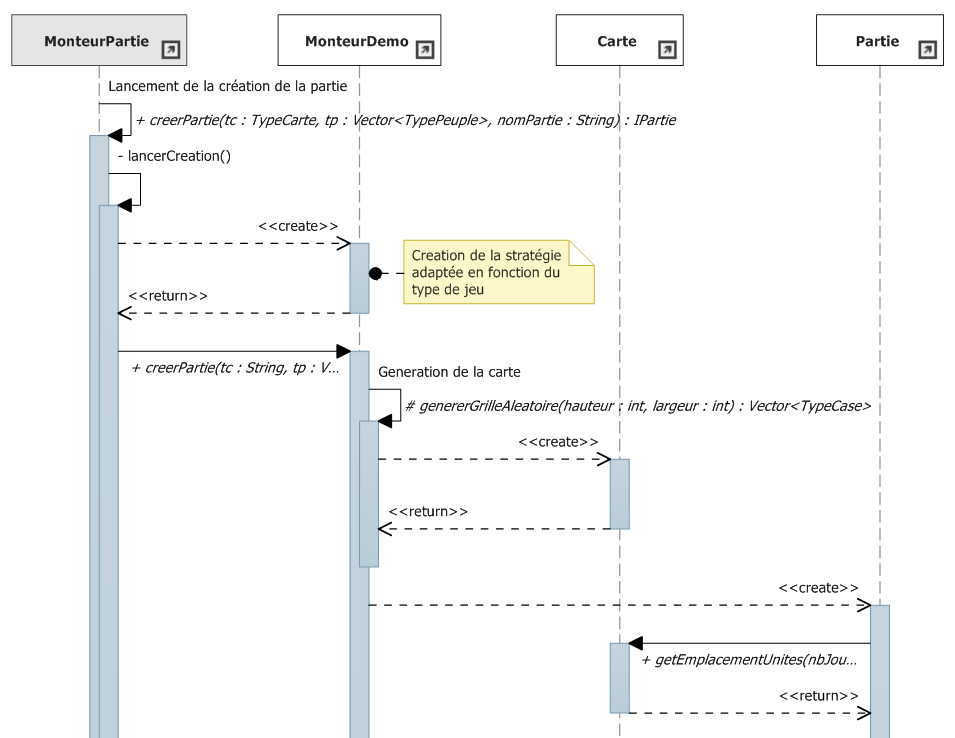 MonteurPartie
MonteurDemo
Carte
Partie
Lancement de la création de la partie
+ creerPartie(tc : TypeCarte, tp : Vector<TypePeuple>, nomPartie : String) : IPartie
- lancerCreation()
<<create>>
Creation de la stratégie
adaptée en fonction du
type de jeu
<<return>>
+ creerPartie(tc : String, tp : V...
Generation de la carte
# genererGrilleAleatoire(hauteur : int, largeur : int) : Vector<TypeCase>
<<create>>
<<return>>
<<create>>
+ getEmplacementUnites(nbJou...
<<return>>